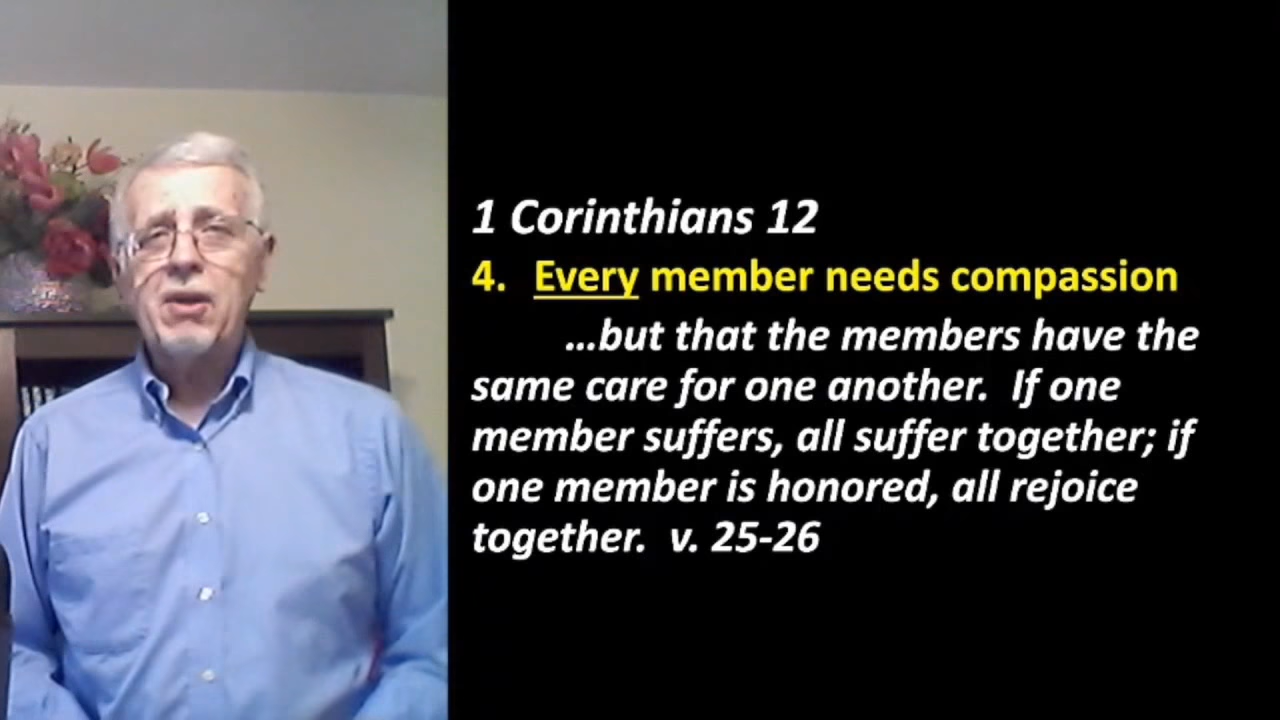 1 Corinthians 12
4. Every member needs compassion
...but that the members have the
same care for one another. If one
member suffers, all suffer together; if
one member is honored, all rejoice
together. v. 25-26